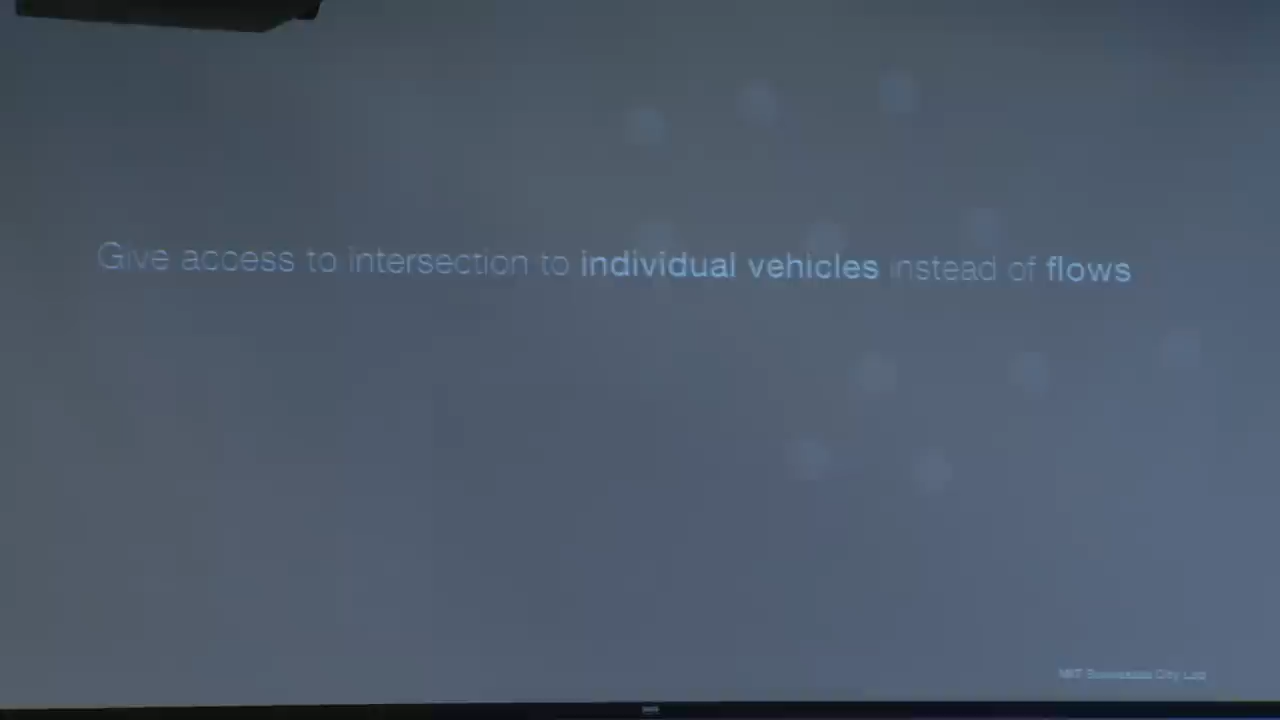 Give access to intersection to individual vehicles instead of flows
MIT Senseable City Lab